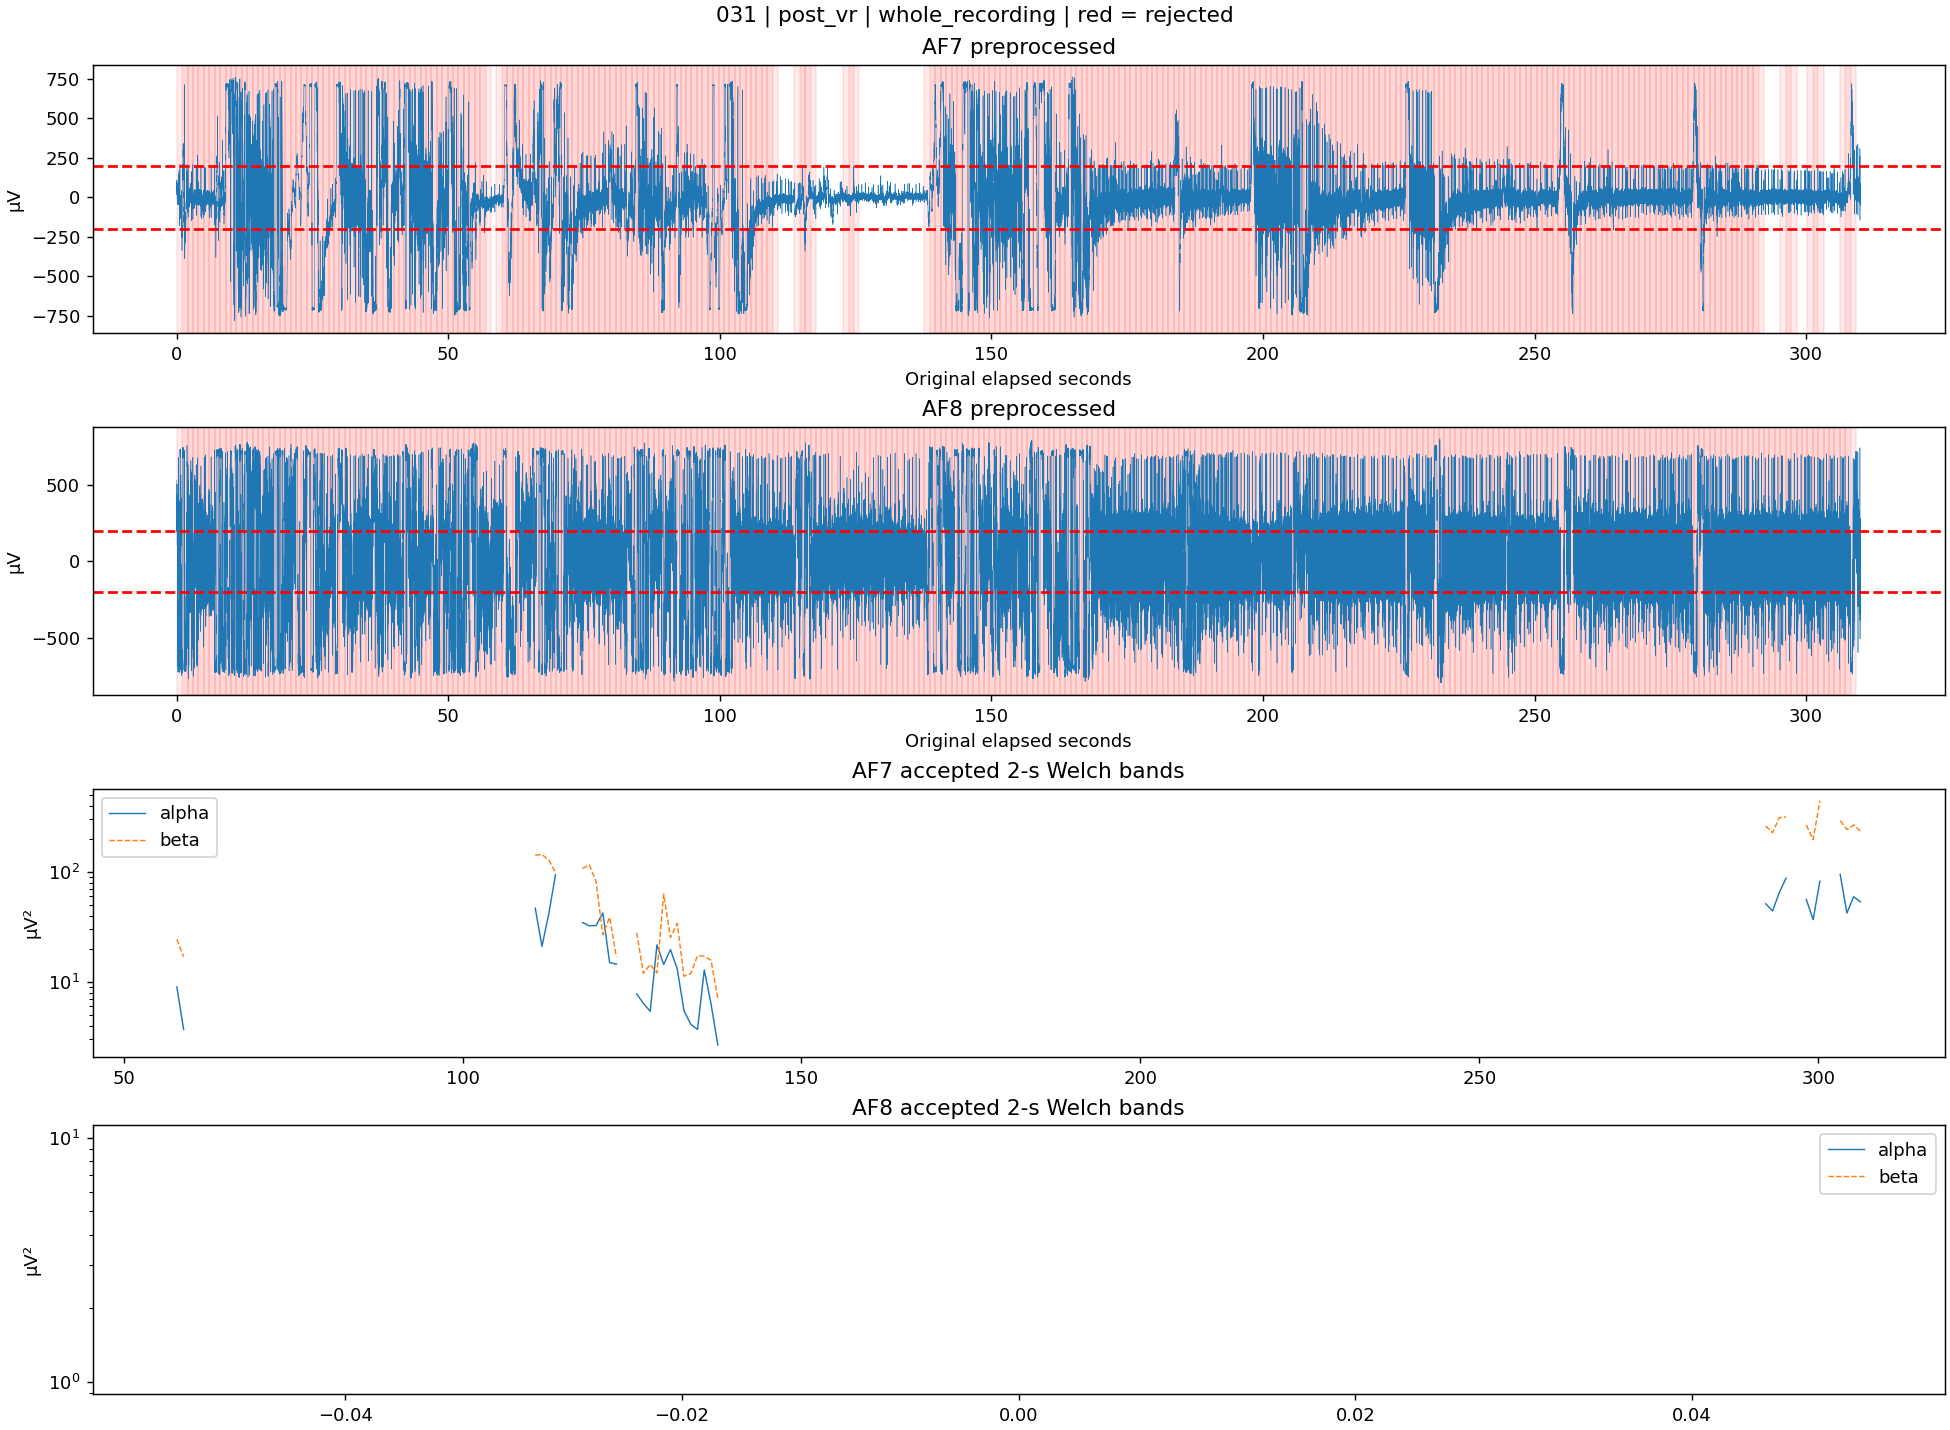 031 | post_vr | whole_recording | red = rejected
AF7 preprocessed
750
500
250
0
−250
−500
−750
µV
0 50 100 150 200 250 300
Original elapsed seconds
AF8 preprocessed
500
0
−500
µV
0 50 100 150 200 250 300
Original elapsed seconds
AF7 accepted 2-s Welch bands
alpha
beta
10²
10¹
µV²
50 100 150 200 250 300
AF8 accepted 2-s Welch bands
10¹
10⁰
µV²
alpha
beta
−0.04 −0.02 0.00 0.02 0.04